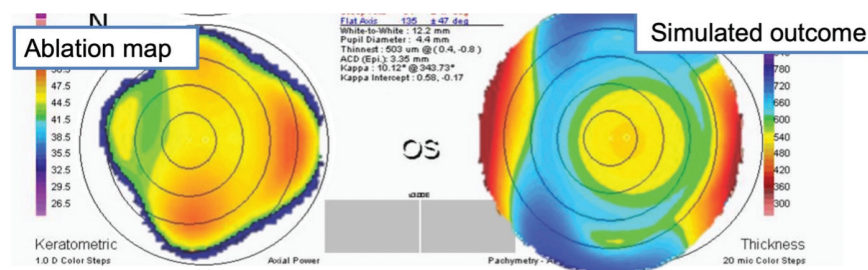 N
Ablation map
Flat Axis 135 ± 47 deg
White-to-White : 12.2 mm
Pupil Diameter : 4.4 mm
Thinnest : 503 um @ ( 0.4, -0.8 )
ACD (Epi.): 3.35 mm
Kappa : 10.12° @ 343.73°
Kappa Intercept : 0.58, -0.17
Simulated outcome
47.5
44.5
41.5
38.5
35.5
32.5
29.5
26.5
OS
780
720
660
600
540
480
420
360
300
Keratometric
1.0 D Color Steps
Axial Power
Thickness
20 mic Color Steps